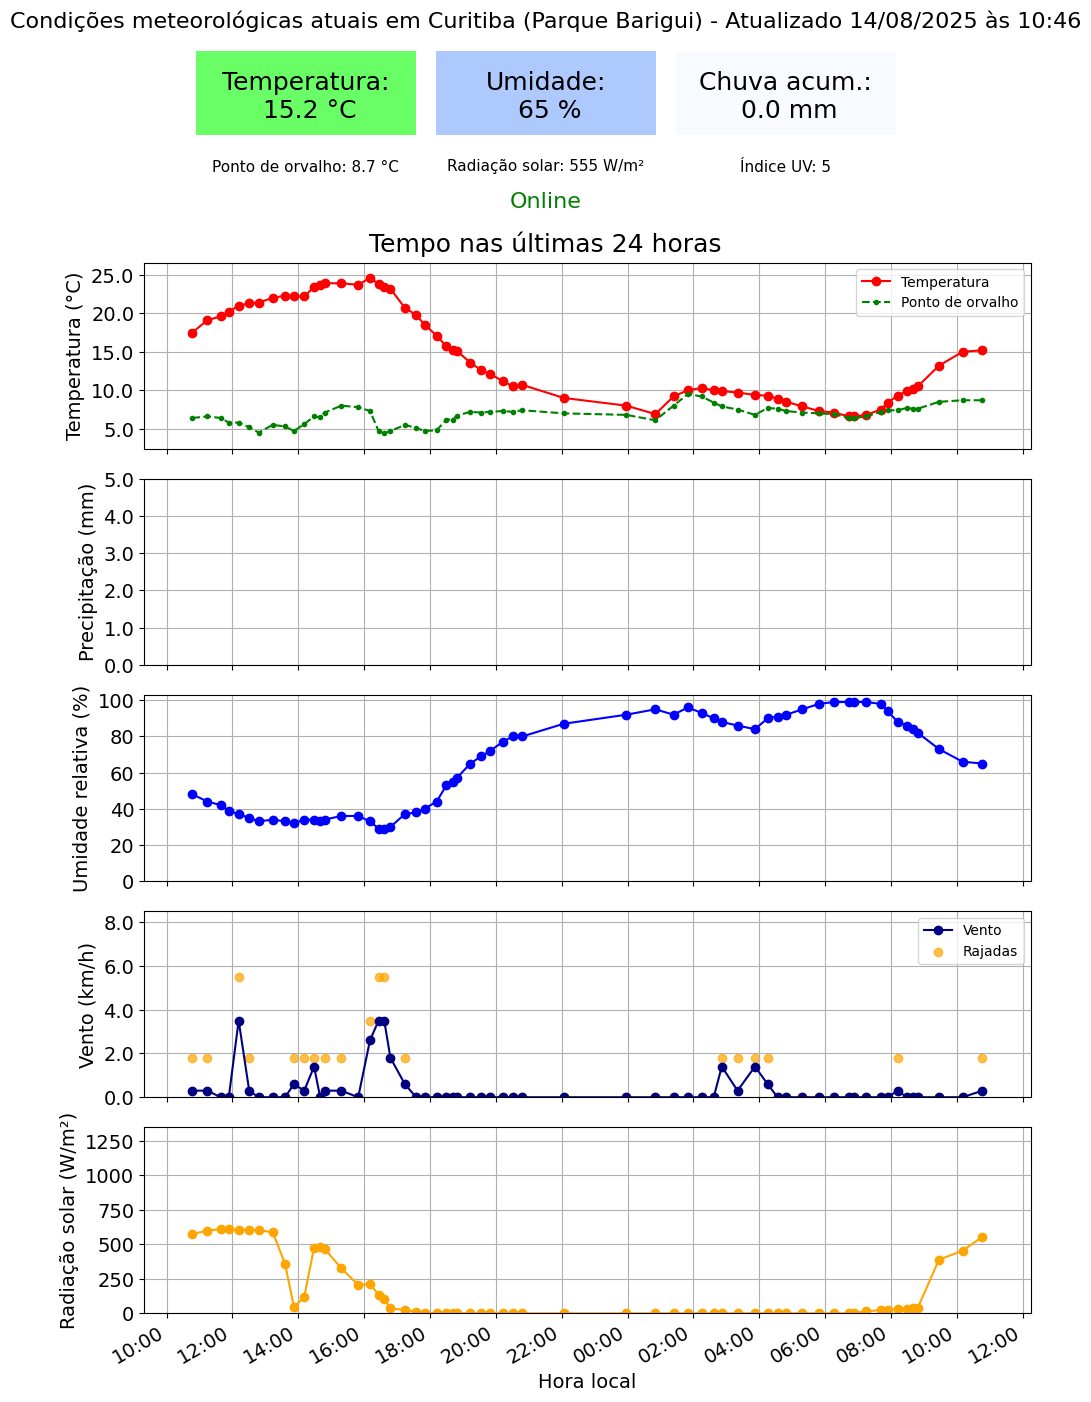 Condições meteorológicas atuais em Curitiba (Parque Barigui) - Atualizado 14/08/2025 às 10:46
Temperatura:
15.2 °C
Umidade:
65 %
Chuva acum.:
0.0 mm
Ponto de orvalho: 8.7 °C
Radiação solar: 555 W/m²
Índice UV: 5
Online
Tempo nas últimas 24 horas
Temperatura (°C)
25.0
20.0
15.0
10.0
5.0
Temperatura
Ponto de orvalho
Precipitação (mm)
5.0
4.0
3.0
2.0
1.0
0.0
Umidade relativa (%)
100
80
60
40
20
0
Vento (km/h)
8.0
6.0
4.0
2.0
0.0
Vento
Rajadas
Radiação solar (W/m²)
1250
1000
750
500
250
0
10:00
12:00
14:00
16:00
18:00
20:00
22:00
00:00
02:00
04:00
06:00
08:00
10:00
12:00
Hora local